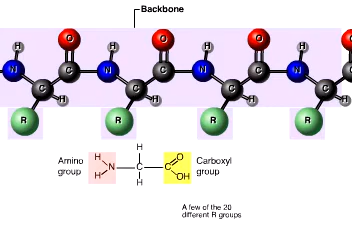 Backbone
H O H O H O H O
N C N C N C N C
C H C H C H C H
R R R R
H
Amino H O Carboxyl
group N C C group
H OH
H
A few of the 20
different R groups